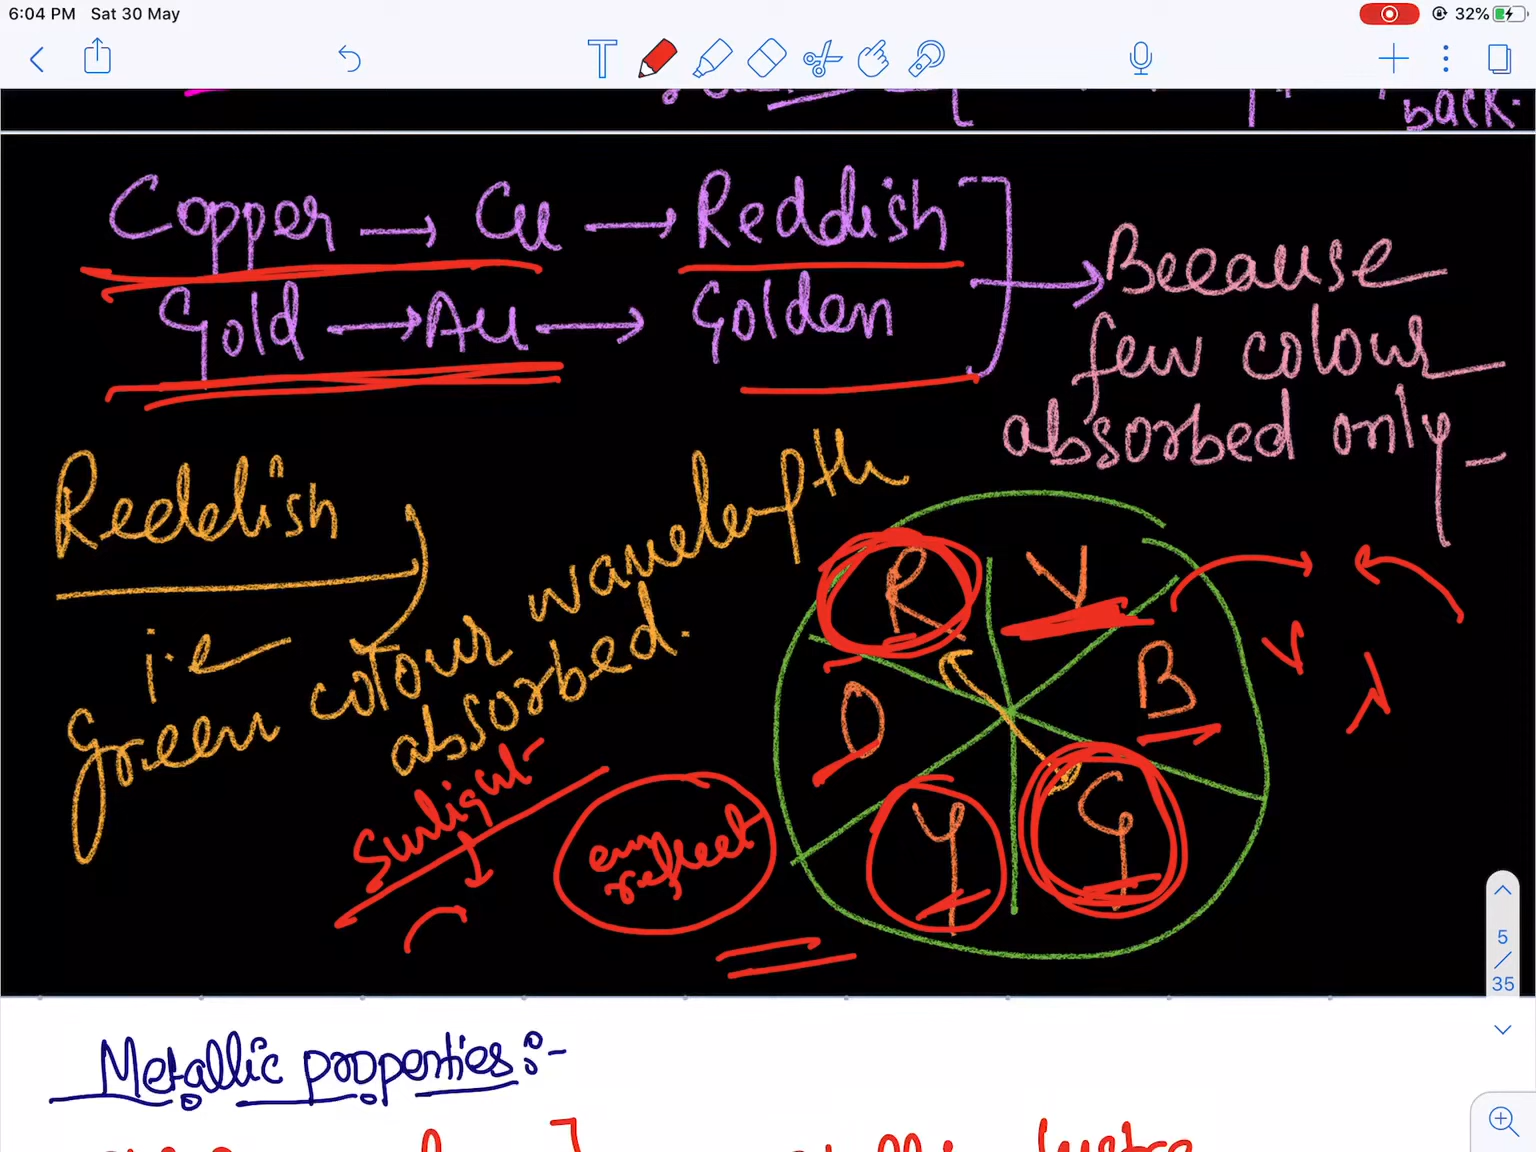 6:04 PM Sat 30 May
32%
back.
Copper → Cu → Reddish
Gold → Au → Golden
Because
few colour
absorbed only
Reddish
i.e
Green colour wavelength
absorbed.
R V
O B
Y G
V
λ
Sunlight
reflect
5
/
35
Metallic properties:-